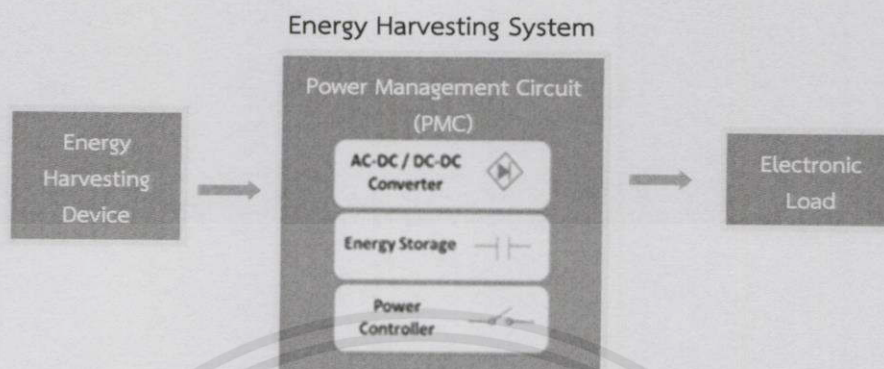 Energy Harvesting System
Power Management Circuit
(PMC)
Energy
Harvesting
Device
AC-DC / DC-DC
Converter
Energy Storage
Power
Controller
Electronic
Load